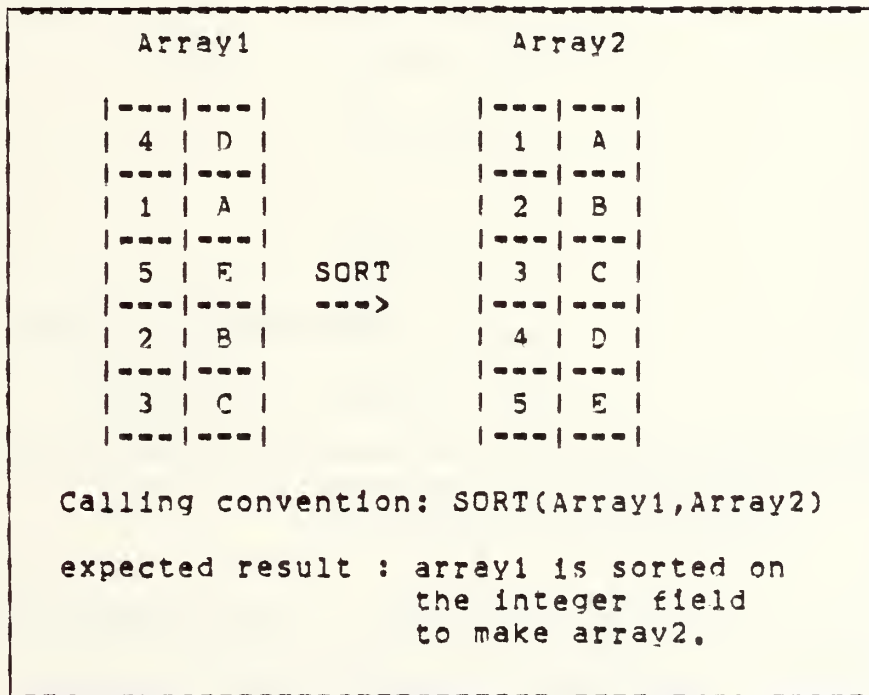 Array1 Array2
|---|---| |---|---|
| 4 | D | | 1 | A |
|---|---| |---|---|
| 1 | A | | 2 | B |
|---|---| |---|---|
| 5 | E | SORT | 3 | C |
|---|---| ---> |---|---|
| 2 | B | | 4 | D |
|---|---| |---|---|
| 3 | C | | 5 | E |
|---|---| |---|---|
Calling convention: SORT(Array1,Array2)
expected result : array1 is sorted on
the integer field
to make array2.